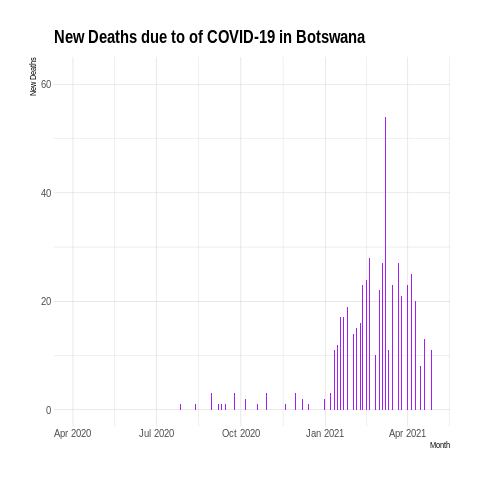 New Deaths due to of COVID-19 in Botswana
New Deaths
60
40
20
0
Apr 2020 Jul 2020 Oct 2020 Jan 2021 Apr 2021
Month